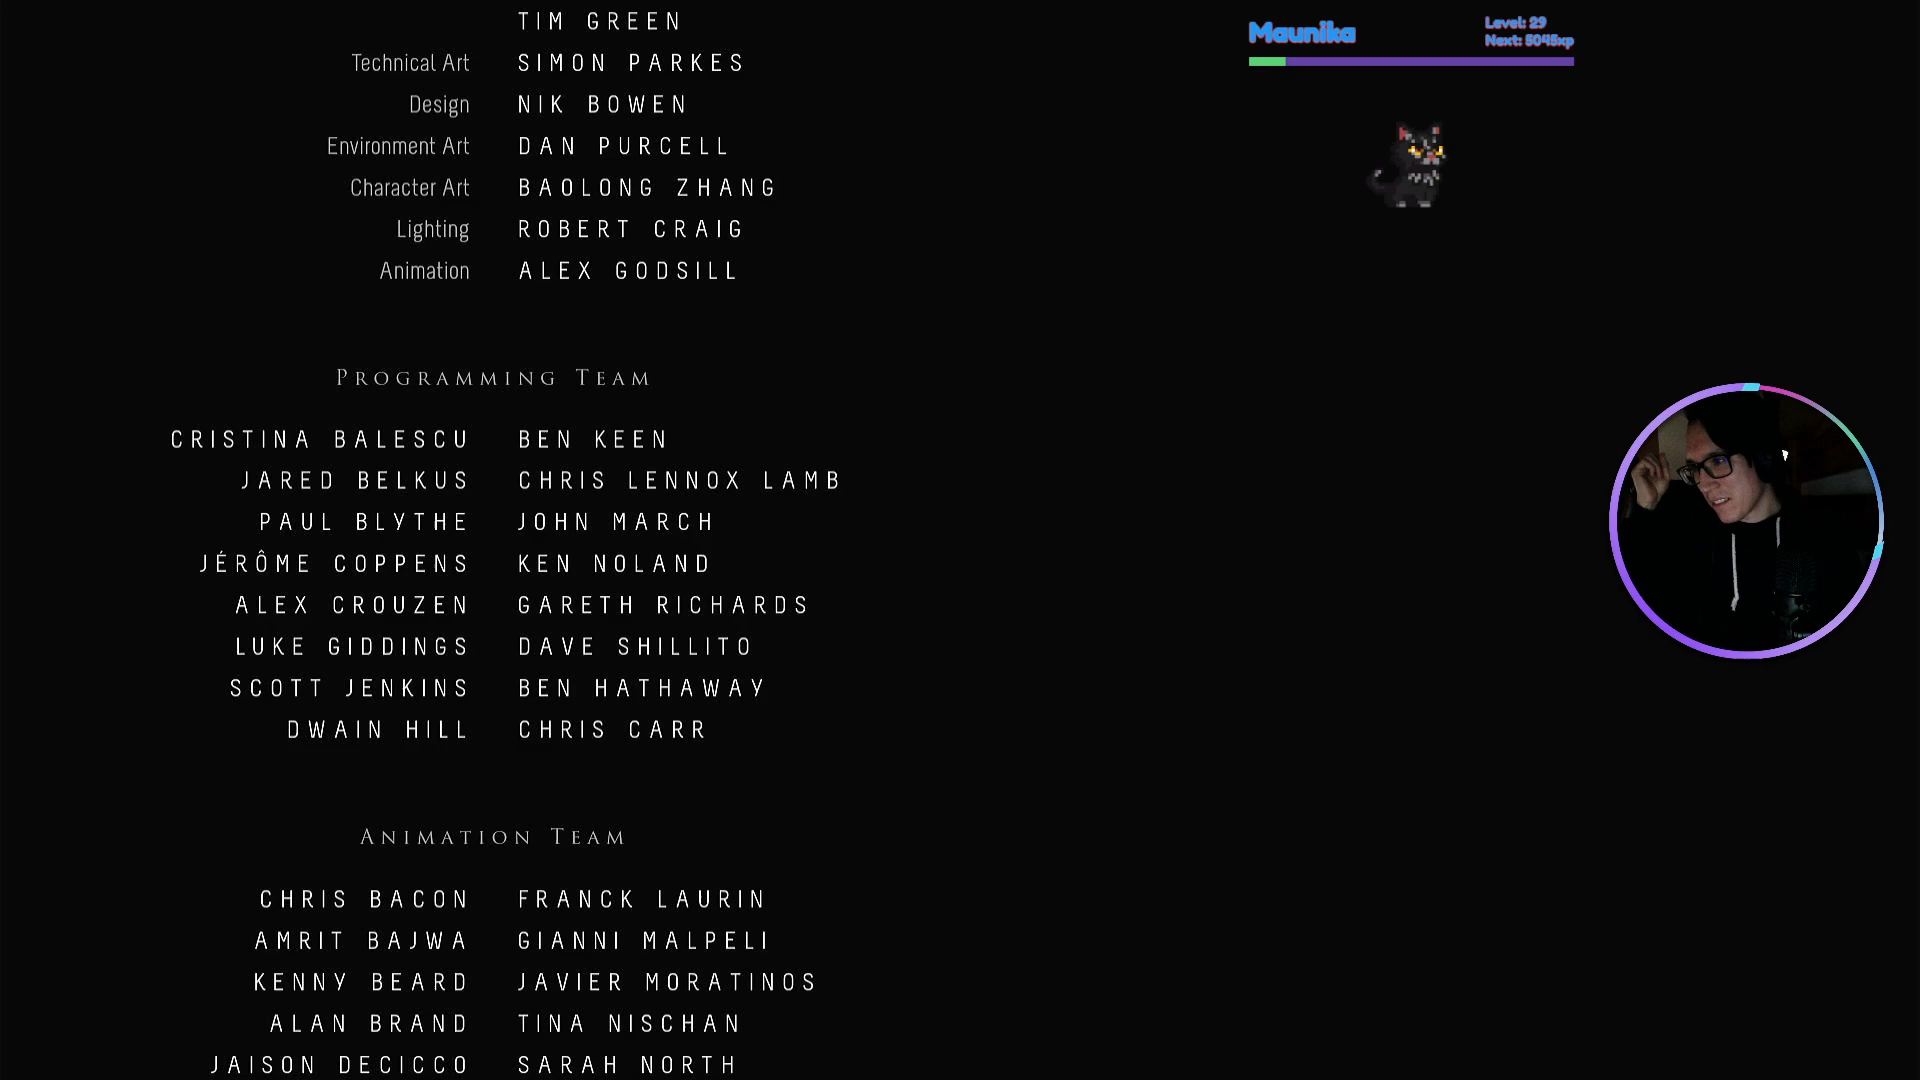 TIM GREEN
Technical Art SIMON PARKES
Design NIK BOWEN
Environment Art DAN PURCELL
Character Art BAOLONG ZHANG
Lighting ROBERT CRAIG
Animation ALEX GODSILL
PROGRAMMING TEAM
CRISTINA BALESCU BEN KEEN
JARED BELKUS CHRIS LENNOX LAMB
PAUL BLYTHE JOHN MARCH
JÉRÔME COPPENS KEN NOLAND
ALEX CROUZEN GARETH RICHARDS
LUKE GIDDINGS DAVE SHILLITO
SCOTT JENKINS BEN HATHAWAY
DWAIN HILL CHRIS CARR
ANIMATION TEAM
CHRIS BACON FRANCK LAURIN
AMRIT BAJWA GIANNI MALPELI
KENNY BEARD JAVIER MORATINOS
ALAN BRAND TINA NISCHAN
JAISON DECICCO SARAH NORTH
Maunika
Level: 29
Next: 5045xp